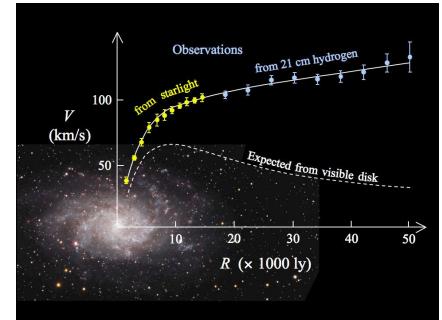 Observations
from starlight
from 21 cm hydrogen
V
(km/s)
100
50
Expected from visible disk
10
20
30
40
50
R (× 1000 ly)